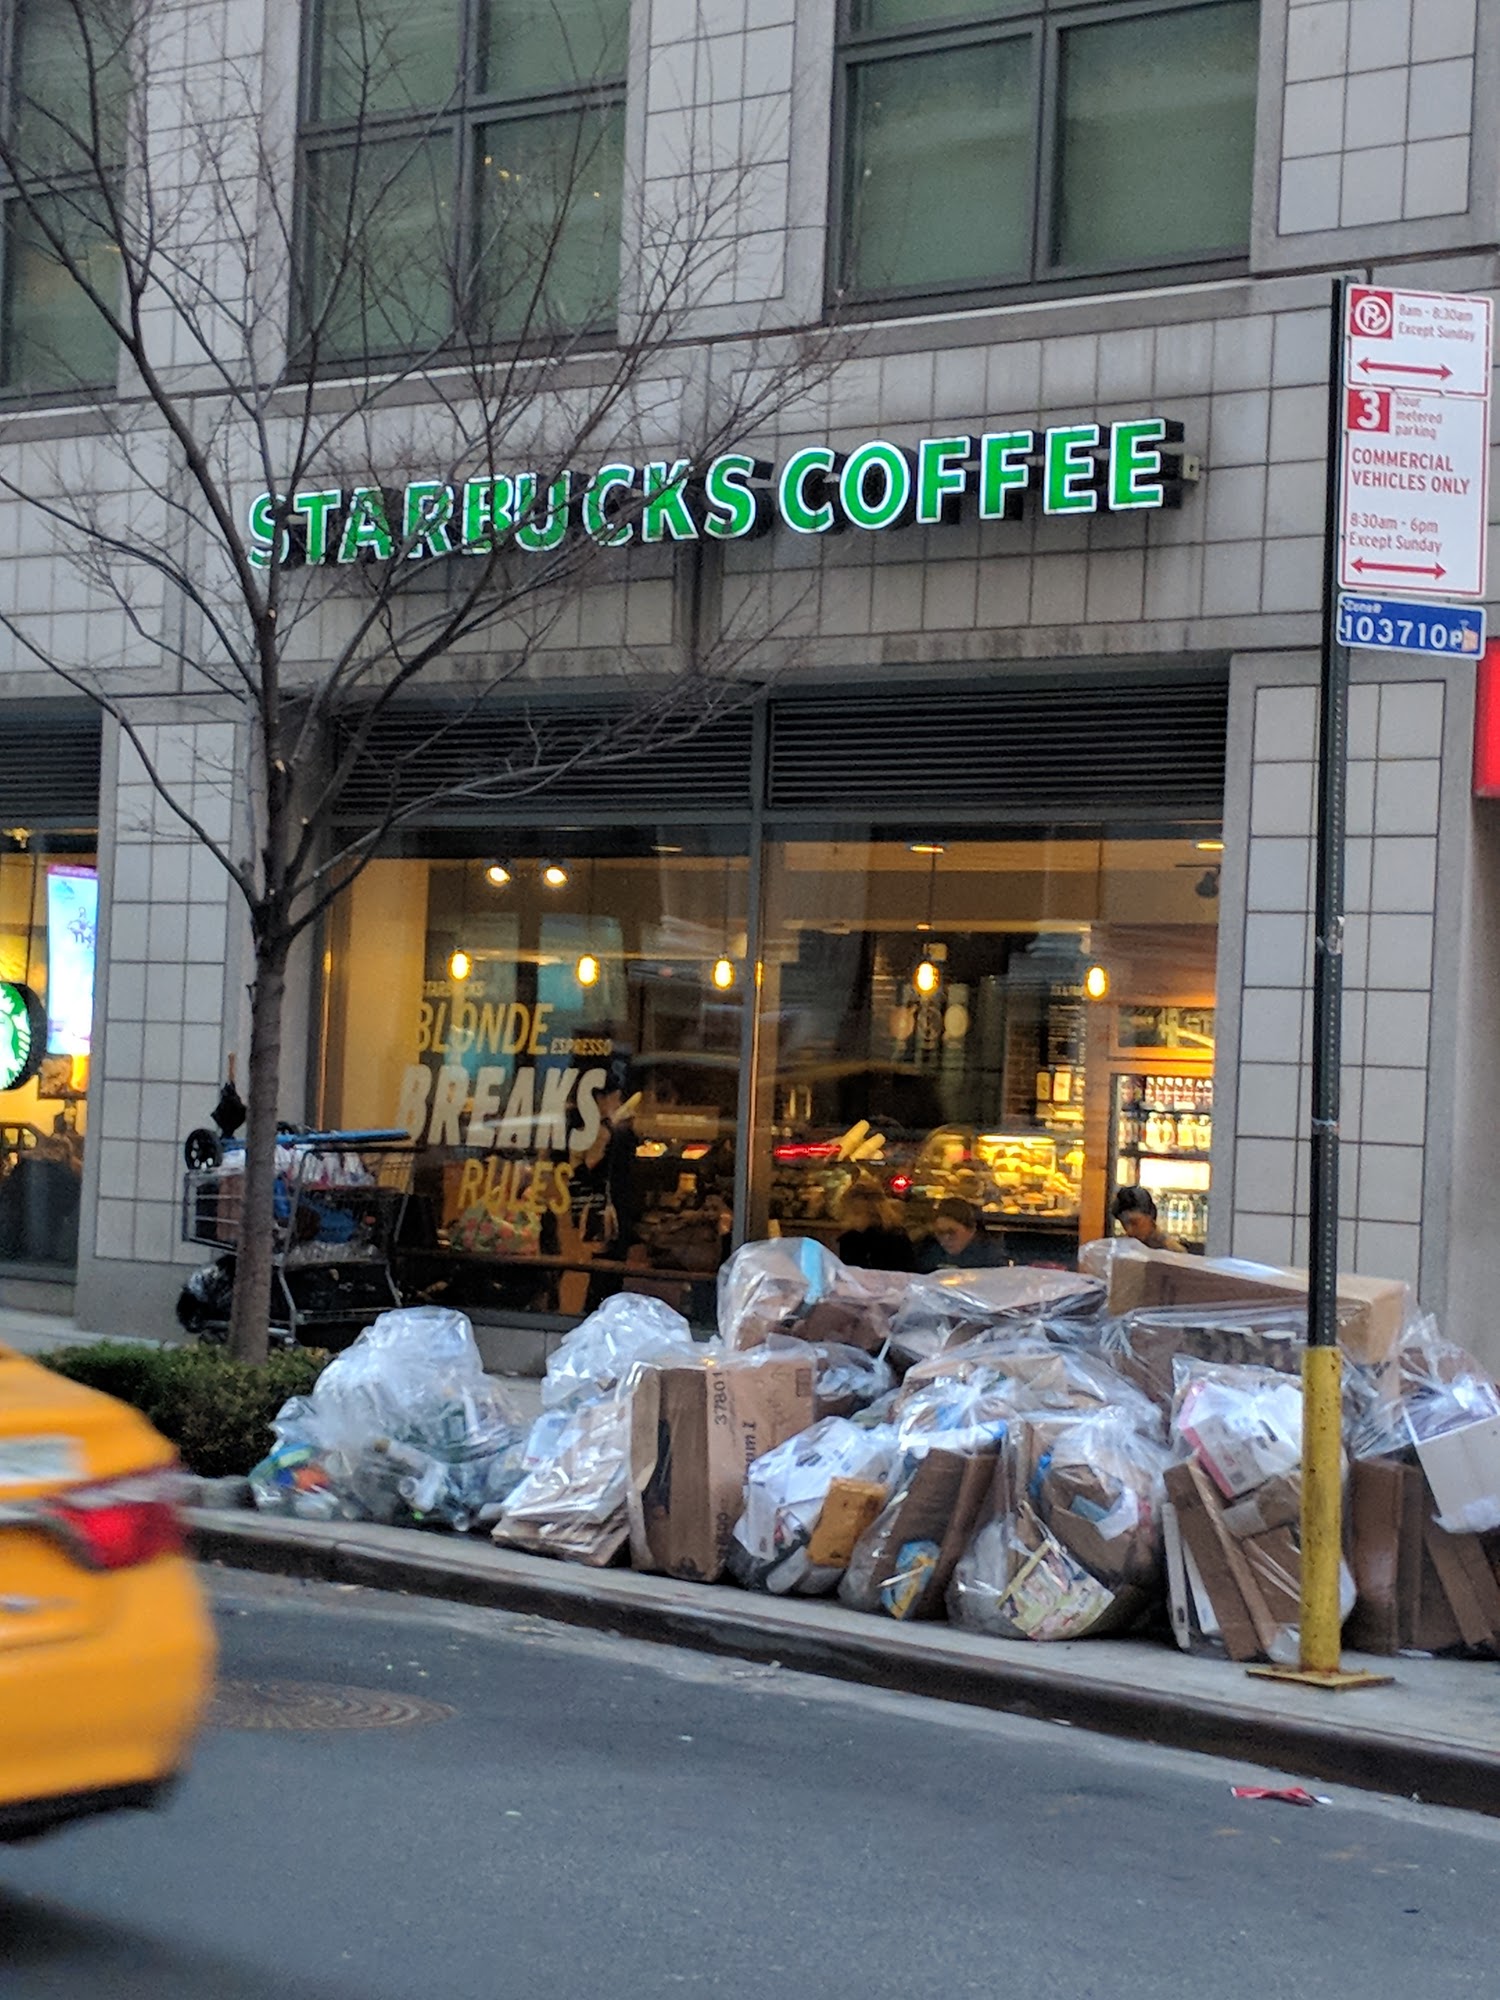 STARBUCKS COFFEE
8am - 8:30am
Except Sunday
3 hour
metered
parking
COMMERCIAL
VEHICLES ONLY
8:30am - 6pm
Except Sunday
Zone#
103710
STARBUCKS
BLONDE ESPRESSO
BREAKS
RULES
37801